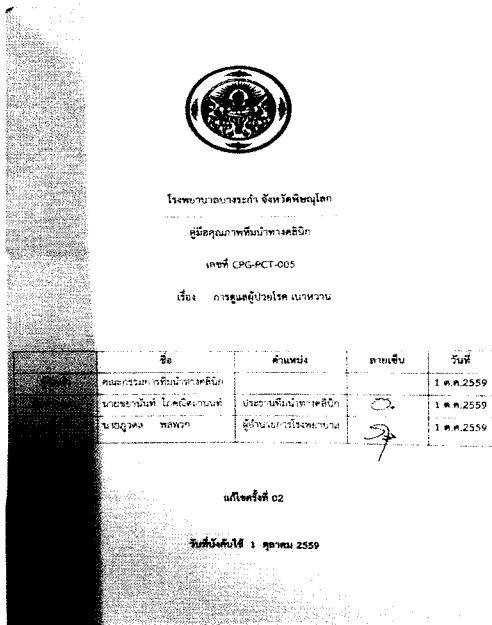 โรงพยาบาลบางระกำ จังหวัดพิษณุโลก
คู่มือคุณภาพทีมนำทางคลินิก
เลขที่ CPG-PCT-005
เรื่อง การดูแลผู้ป่วยโรค เบาหวาน
ชื่อ ตำแหน่ง ลายเซ็น วันที่
คณะกรรมการทีมนำทางคลินิก 1 ต.ค.2559
ประธานทีมนำทางคลินิก 1 ต.ค.2559
ผู้อำนวยการโรงพยาบาล 1 ต.ค.2559
แก้ไขครั้งที่ 02
วันที่บังคับใช้ 1 ตุลาคม 2559